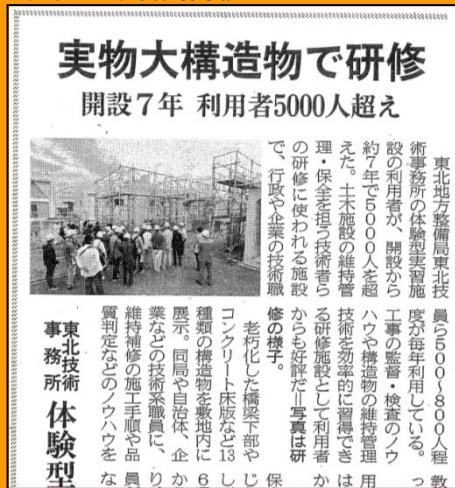 実物大構造物で研修
開設7年 利用者5000人超え
東北地方整備局東北技
術事務所の体験型実習施
設の利用者が、開設から
約7年で5000人を超
えた。土木施設の維持管
理・保全を担う技術者ら
の研修に使われる施設
で、行政や企業の技術職
員ら500～800人程
度が毎年利用している。
工事の監督・検査のノウ
ハウや構造物の維持管理
技術を効率的に習得でき
る研修施設として利用者
からも好評だ＝写真は研
修の様子。
老朽化した橋梁下部や
コンクリート床版など13
種類の構造物を敷地内に
展示。同局や自治体、企
業などの技術系職員に、
維持補修の施工手順や品
質判定などのノウハウを
東北技術
事務所
体験型